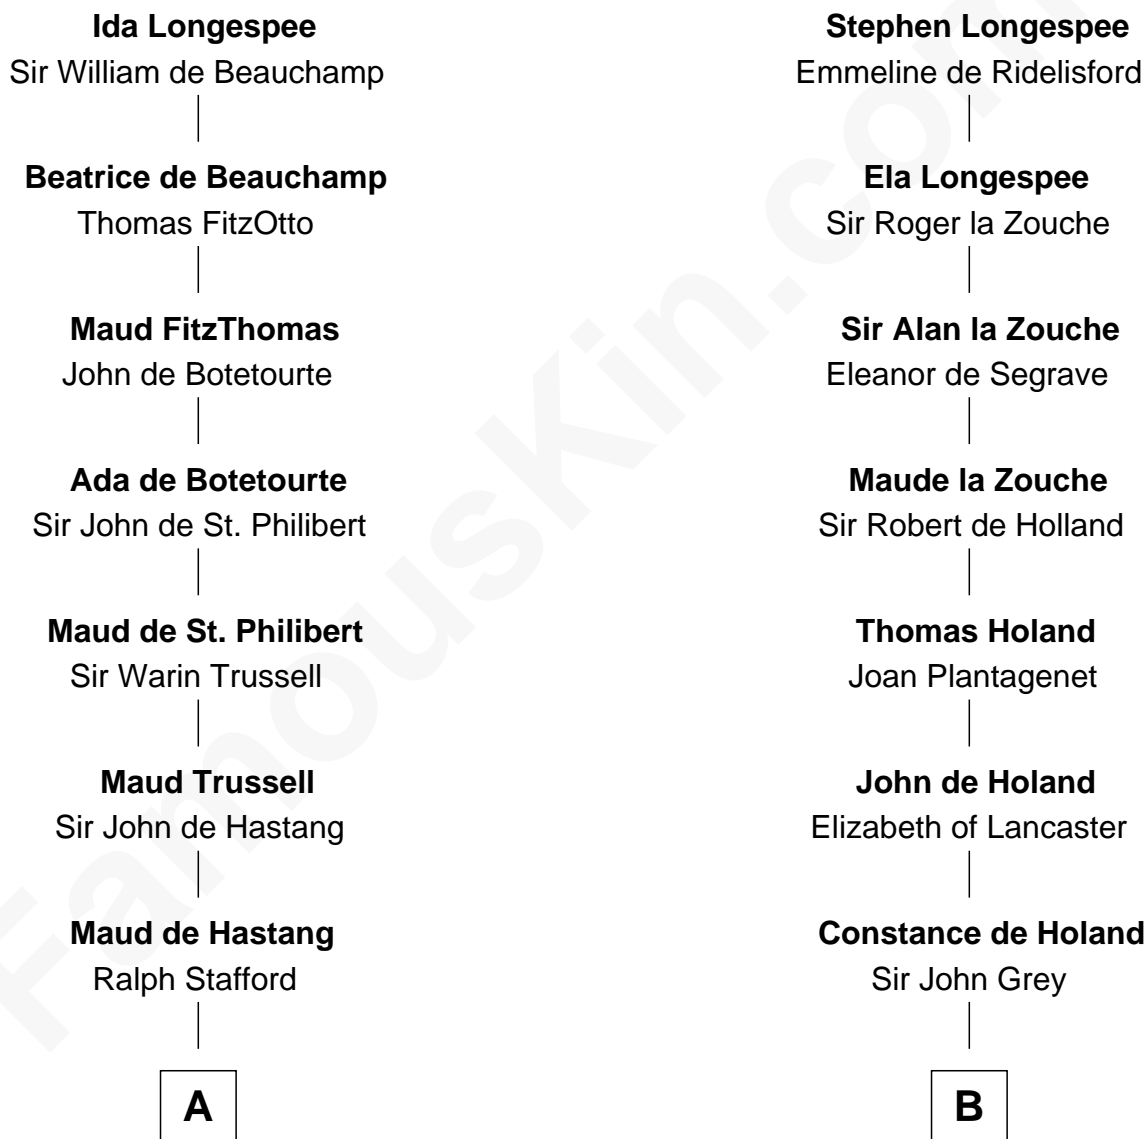 Ida Longespee
Sir William de Beauchamp
Beatrice de Beauchamp
Thomas FitzOtto
Maud FitzThomas
John de Botetourte
Ada de Botetourte
Sir John de St. Philibert
Maud de St. Philibert
Sir Warin Trussell
Maud Trussell
Sir John de Hastang
Maud de Hastang
Ralph Stafford
A
Stephen Longespee
Emmeline de Ridelisford
Ela Longespee
Sir Roger la Zouche
Sir Alan la Zouche
Eleanor de Segrave
Maude la Zouche
Sir Robert de Holland
Thomas Holand
Joan Plantagenet
John de Holand
Elizabeth of Lancaster
Constance de Holand
Sir John Grey
B
FamousKin.com